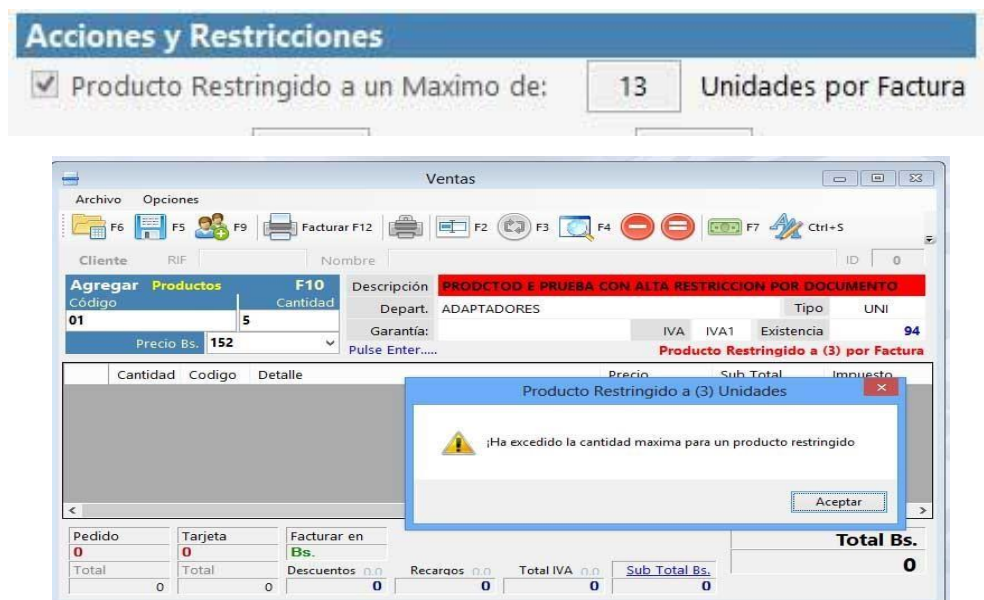 Acciones y Restricciones
Producto Restringido a un Maximo de: 13 Unidades por Factura
Ventas
Archivo Opciones
F6 F5 F9 Facturar F12 F2 F3 F4 F7 Ctrl+S
Cliente RIF Nombre ID 0
Agregar Productos F10
Código Cantidad
01 5
Precio Bs. 152
Descripción PRODCTOD E PRUEBA CON ALTA RESTRICCION POR DOCUMENTO
Depart. ADAPTADORES Tipo UNI
Garantía: IVA IVA1 Existencia 94
Pulse Enter..... Producto Restringido a (3) por Factura
Cantidad Codigo Detalle Precio Sub Total Impuesto
Producto Restringido a (3) Unidades
¡Ha excedido la cantidad maxima para un producto restringido
Aceptar
Pedido Tarjeta Facturar en Total Bs.
0 0 Bs. 0
Total Total Descuentos 0.0 Recargos 0.0 Total IVA 0.0 Sub Total Bs.
0 0 0 0 0 0